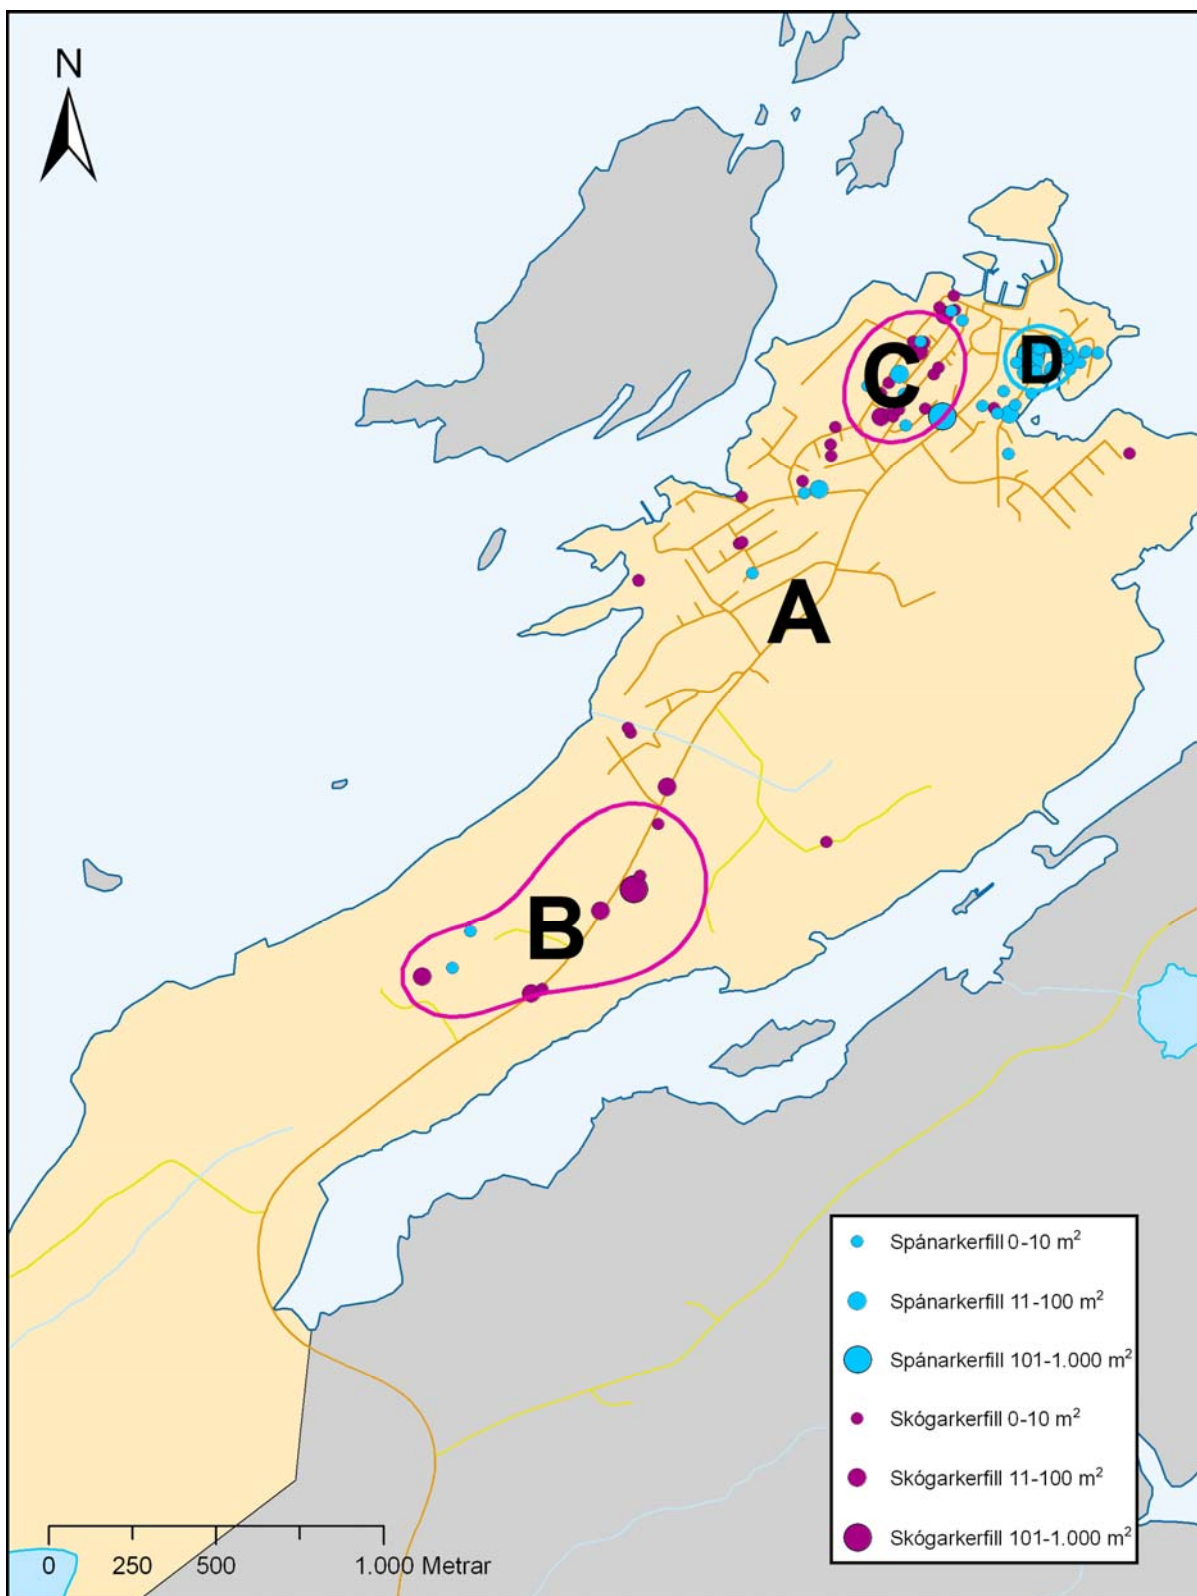 N
D
C
A
B
Spánarkerfill 0-10 m²
Spánarkerfill 11-100 m²
Spánarkerfill 101-1.000 m²
Skógarkerfill 0-10 m²
Skógarkerfill 11-100 m²
Skógarkerfill 101-1.000 m²
0 250 500 1.000 Metrar